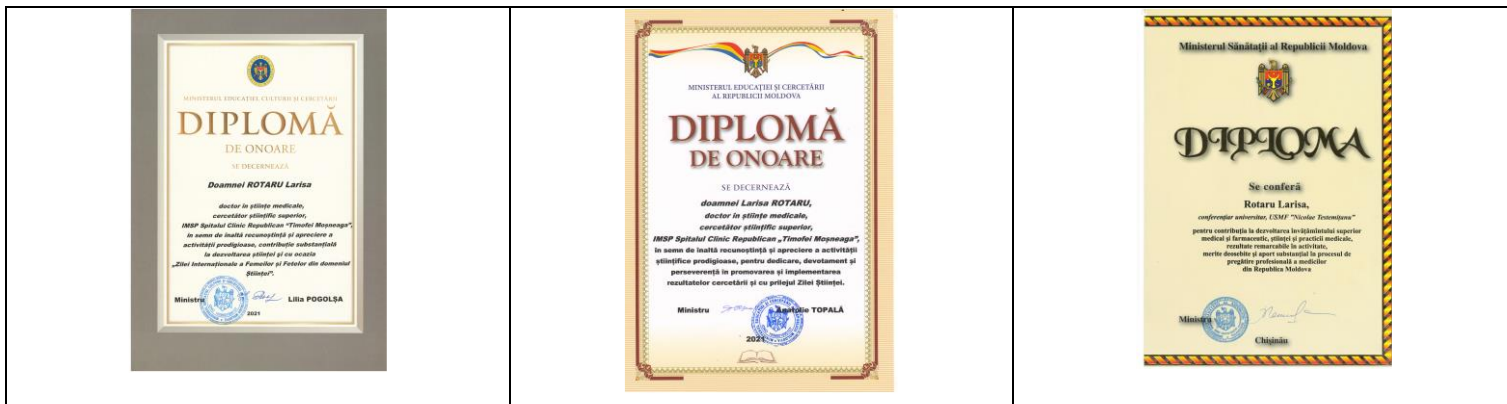 MINISTERUL EDUCAȚIEI, CULTURII ȘI CERCETĂRII
DIPLOMĂ
DE ONOARE
SE DECERNEAZĂ
Doamnei ROTARU Larisa
doctor în științe medicale,
cercetător științific superior,
IMSP Spitalul Clinic Republican "Timofei Moșneaga",
în semn de înaltă recunoștință și apreciere a
activității prodigioase, contribuție substanțială
la dezvoltarea științei și cu ocazia
„Zilei Internaționale a Femeilor și Fetelor din domeniul
Științei”.
Ministru Lilia POGOLȘA
2021
MINISTERUL EDUCAȚIEI ȘI CERCETĂRII
AL REPUBLICII MOLDOVA
DIPLOMĂ
DE ONOARE
SE DECERNEAZĂ
doamnei Larisa ROTARU,
doctor în științe medicale,
cercetător științific superior,
IMSP Spitalul Clinic Republican „Timofei Moșneaga”,
în semn de înaltă recunoștință și apreciere a activității
științifice prodigioase, pentru dedicare, devotament și
perseverență în promovarea și implementarea
rezultatelor cercetării și cu prilejul Zilei Științei.
Ministru Anatolie TOPALĂ
2021
Ministerul Sănătații al Republicii Moldova
DIPLOMA
Se conferă
Rotaru Larisa,
conferențiar universitar, USMF "Nicolae Testemițanu"
pentru contribuția la dezvoltarea învățămîntului superior
medical și farmaceutic, științei și practicii medicale,
rezultate remarcabile în activitate,
merite deosebite și aport substanțial în procesul de
pregătire profesională a medicilor
din Republica Moldova
Ministru
Chișinău